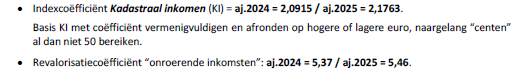 • Indexcoëfficiënt Kadastraal inkomen (KI) = aj.2024 = 2,0915 / aj.2025 = 2,1763.
Basis KI met coëfficiënt vermenigvuldigen en afronden op hogere of lagere euro, naargelang “centen”
al dan niet 50 bereiken.
• Revalorisatiecoëfficiënt “onroerende inkomsten”: aj.2024 = 5,37 / aj.2025 = 5,46.